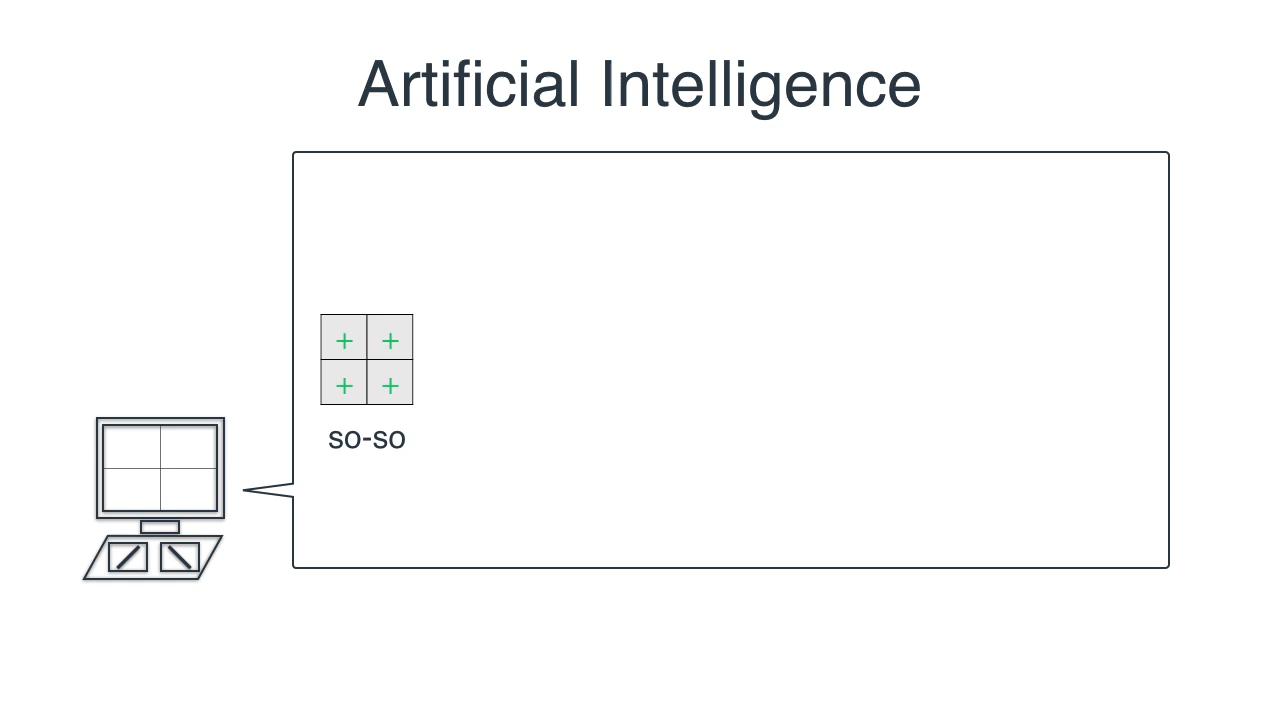 Artificial Intelligence
+ +
+ +
so-so